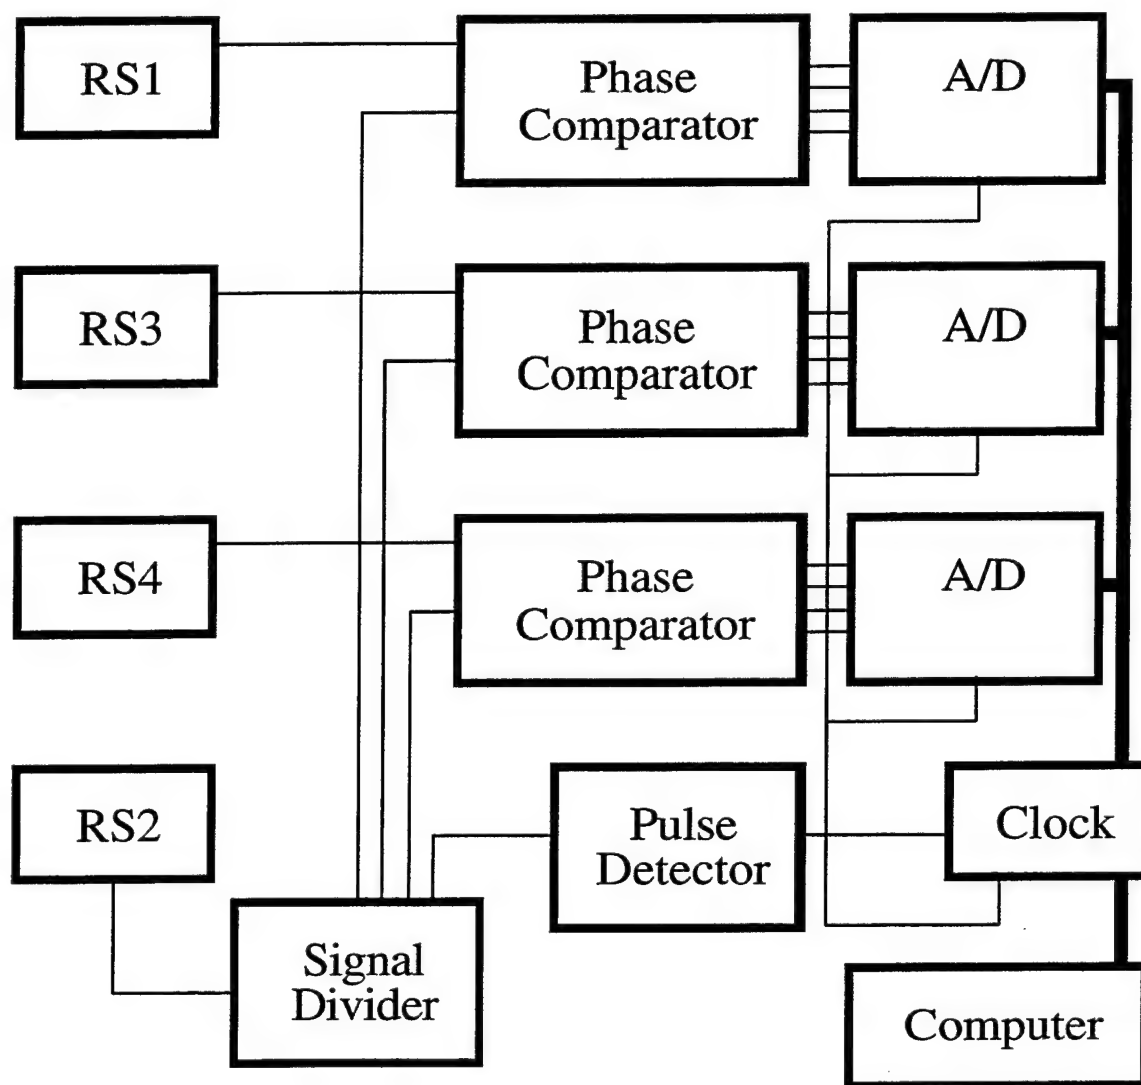 RS1
Phase
Comparator
A/D
RS3
Phase
Comparator
A/D
RS4
Phase
Comparator
A/D
RS2
Pulse
Detector
Clock
Signal
Divider
Computer